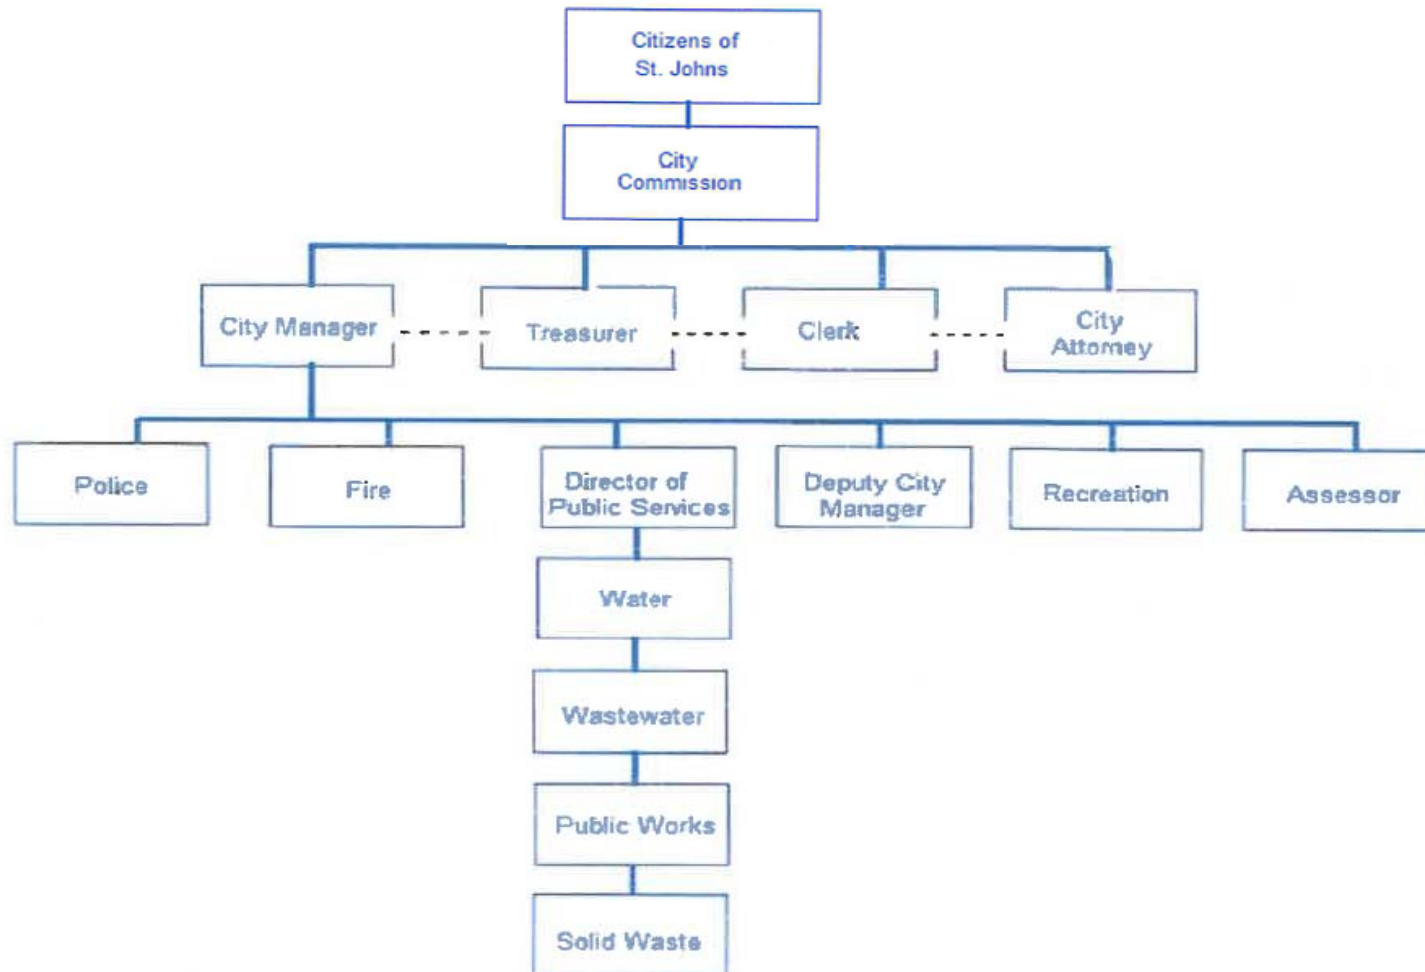 Citizens of
St. Johns
City
Commission
City Manager
Treasurer
Clerk
City
Attorney
Police
Fire
Director of
Public Services
Deputy City
Manager
Recreation
Assessor
Water
Wastewater
Public Works
Solid Waste